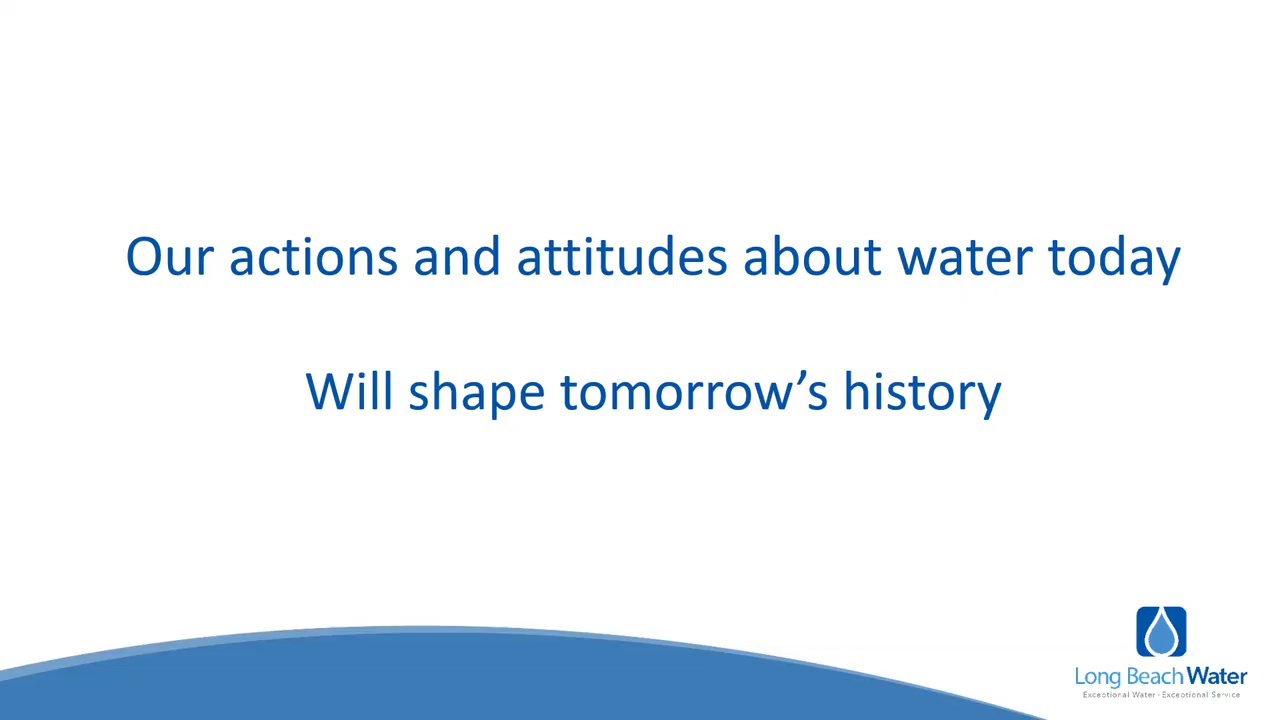 Our actions and attitudes about water today
Will shape tomorrow’s history
Long Beach Water
Exceptional Water - Exceptional Service